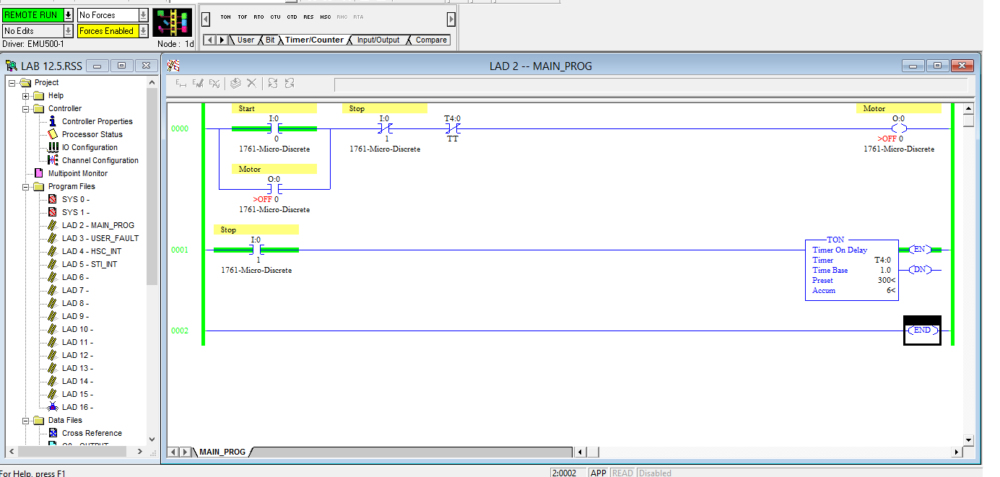 REMOTE RUN
No Forces
No Edits
Forces Enabled
Driver: EMU500-1
Node : 1d
TON TOF RTO CTU CTD RES HSC RHC RTA
User Bit Timer/Counter Input/Output Compare
LAB 12.5.RSS
Project
Help
Controller
Controller Properties
Processor Status
IO Configuration
Channel Configuration
Multipoint Monitor
Program Files
SYS 0 -
SYS 1 -
LAD 2 - MAIN_PROG
LAD 3 - USER_FAULT
LAD 4 - HSC_INT
LAD 5 - STI_INT
LAD 6 -
LAD 7 -
LAD 8 -
LAD 9 -
LAD 10 -
LAD 11 -
LAD 12 -
LAD 13 -
LAD 14 -
LAD 15 -
LAD 16 -
Data Files
Cross Reference
LAD 2 -- MAIN_PROG
0000
Start
I:0
0
1761-Micro-Discrete
Stop
I:0
1
1761-Micro-Discrete
T4:0
TT
Motor
O:0
>OFF 0
1761-Micro-Discrete
Motor
O:0
>OFF 0
1761-Micro-Discrete
0001
Stop
I:0
1
1761-Micro-Discrete
TON
Timer On Delay
Timer T4:0
Time Base 1.0
Preset 300<
Accum 6<
EN
DN
0002
END
MAIN_PROG
For Help, press F1
2:0002
APP
READ
Disabled